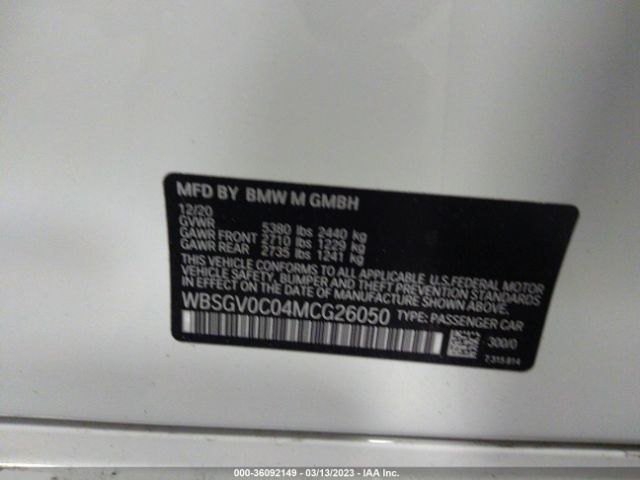 MFD BY BMW M GMBH
12/20
GVWR 5380 lbs 2440 kg
GAWR FRONT 2710 lbs 1229 kg
GAWR REAR 2735 lbs 1241 kg
THIS VEHICLE CONFORMS TO ALL APPLICABLE U.S. FEDERAL MOTOR
VEHICLE SAFETY, BUMPER AND THEFT PREVENTION STANDARDS
IN EFFECT ON THE DATE OF MANUFACTURE SHOWN ABOVE.
WBSGV0C04MCG26050 TYPE: PASSENGER CAR
300/0
7 315 814
000-36092149 - 03/13/2023 - IAA Inc.